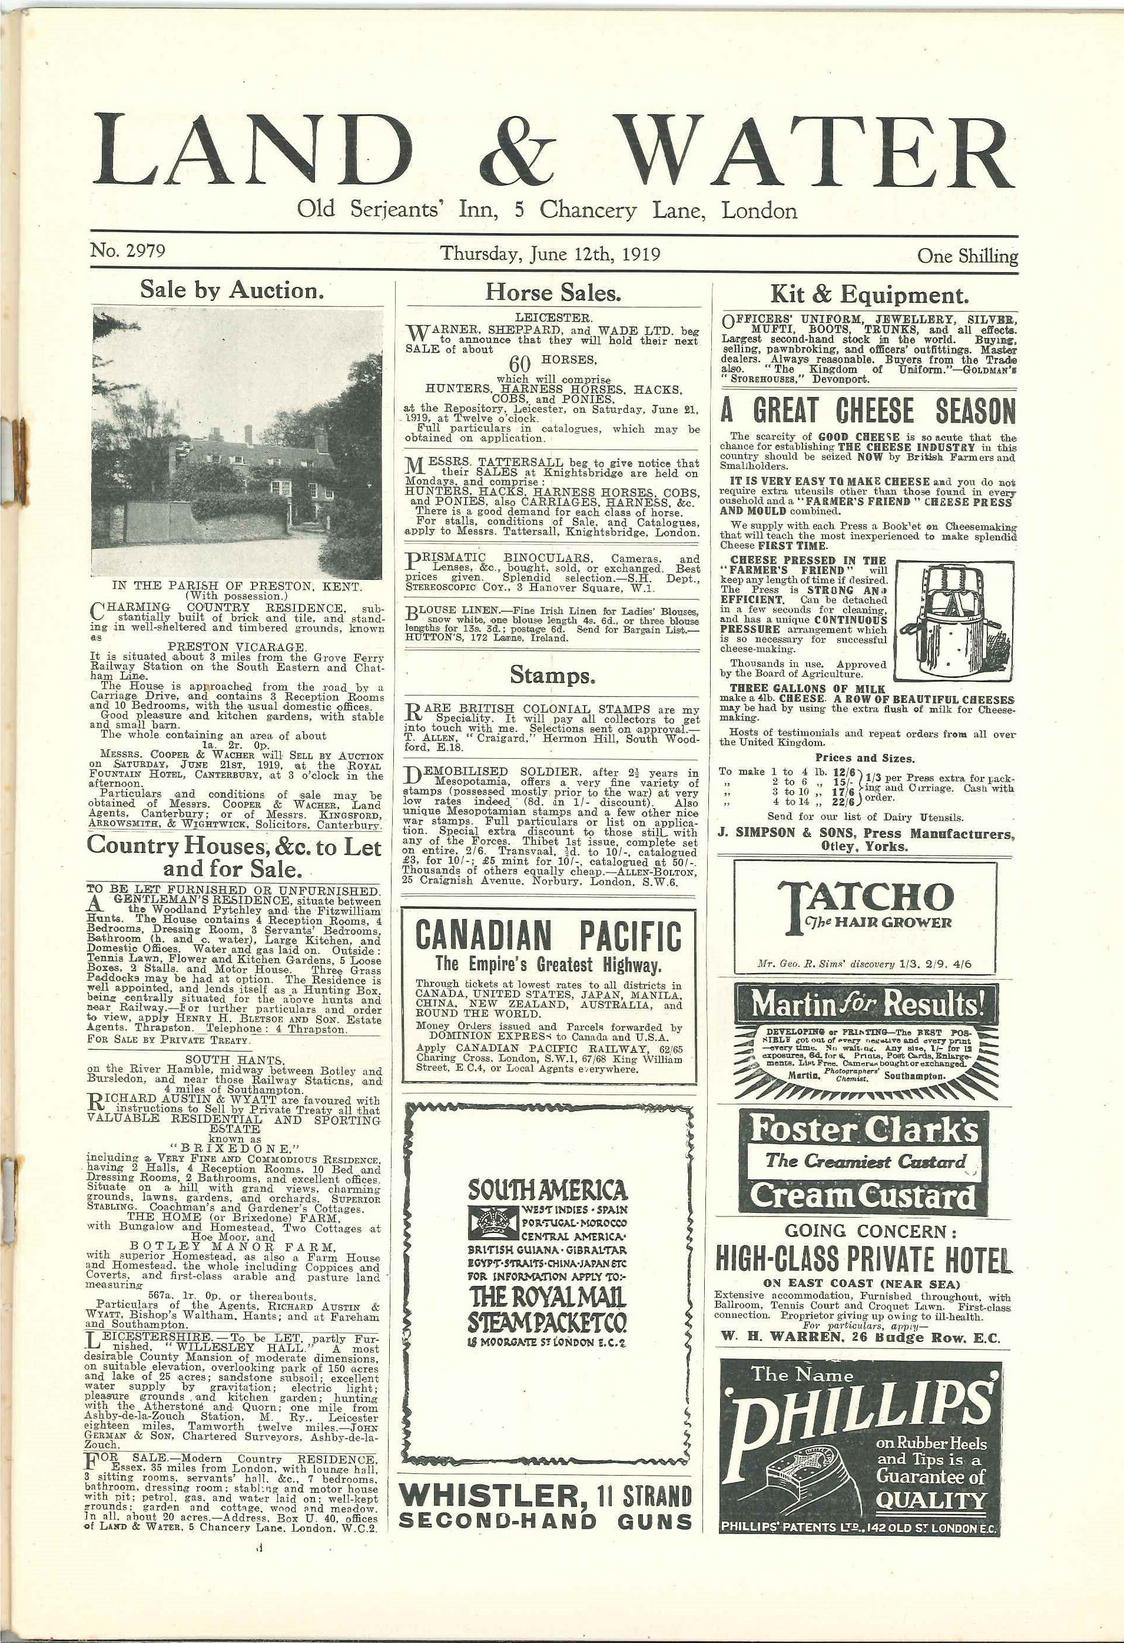 LAND & WATER
Old Serjeants' Inn, 5 Chancery Lane, London
No. 2979
Thursday, June 12th, 1919
One Shilling
Sale by Auction.
IN THE PARISH OF PRESTON, KENT.
(With possession.)
CHARMING COUNTRY RESIDENCE, sub-
stantially built of brick and tile, and stand-
ing in well-sheltered and timbered grounds, known
as
PRESTON VICARAGE.
It is situated about 3 miles from the Grove Ferry
Railway Station on the South Eastern and Chat-
ham Line.
The House is approached from the road by a
Carriage Drive, and contains 3 Reception Rooms
and 10 Bedrooms, with the usual domestic offices.
Good pleasure and kitchen gardens, with stable
and small barn.
The whole containing an area of about
1a. 2r. 0p.
MESSRS. COOPER & WACHER will SELL BY AUCTION
on SATURDAY, JUNE 21ST, 1919, at the ROYAL
FOUNTAIN HOTEL, CANTERBURY, at 3 o'clock in the
afternoon.
Particulars and conditions of sale may be
obtained of Messrs. COOPER & WACHER, Land
Agents, Canterbury; or of Messrs. KINGSFORD,
ARROWSMITH, & WIGHTWICK, Solicitors, Canterbury.
Country Houses, &c. to Let
and for Sale.
TO BE LET FURNISHED OR UNFURNISHED.
A GENTLEMAN'S RESIDENCE, situate between
the Woodland Pytchley and the Fitzwilliam
Hunts. The House contains 4 Reception Rooms, 4
Bedrooms, Dressing Room, 3 Servants' Bedrooms,
Bathroom (h. and c. water), Large Kitchen, and
Domestic Offices. Water and gas laid on. Outside:
Tennis Lawn, Flower and Kitchen Gardens, 5 Loose
Boxes, 2 Stalls, and Motor House. Three Grass
Paddocks may be had at option. The Residence is
well appointed, and lends itself as a Hunting Box,
being centrally situated for the above hunts and
near Railway.—For further particulars and order
to view, apply HENRY H. BLETSOE AND SON, Estate
Agents, Thrapston. Telephone: 4 Thrapston.
FOR SALE BY PRIVATE TREATY.
SOUTH HANTS.
on the River Hamble, midway between Botley and
Bursledon, and near those Railway Stations, and
4 miles of Southampton.
RICHARD AUSTIN & WYATT are favoured with
instructions to Sell by Private Treaty all that
VALUABLE RESIDENTIAL AND SPORTING
ESTATE
known as
"BRIXEDONE,"
including a VERY FINE AND COMMODIOUS RESIDENCE,
having 2 Halls, 4 Reception Rooms, 10 Bed and
Dressing Rooms, 2 Bathrooms, and excellent offices.
Situate on a hill with grand views, charming
grounds, lawns, gardens, and orchards. SUPERIOR
STABLING. Coachman's and Gardener's Cottages.
THE HOME (or Brixedone) FARM,
with Bungalow and Homestead, Two Cottages at
Hoe Moor, and
BOTLEY MANOR FARM,
with superior Homestead, as also a Farm House
and Homestead, the whole including Coppices and
Coverts, and first-class arable and pasture land
measuring
567a. 1r. 0p. or thereabouts.
Particulars of the Agents, RICHARD AUSTIN &
WYATT, Bishop's Waltham, Hants; and at Fareham
and Southampton.
LEICESTERSHIRE.—To be LET, partly Fur-
nished, "WILLESLEY HALL." A most
desirable County Mansion of moderate dimensions,
on suitable elevation, overlooking park of 150 acres
and lake of 25 acres; sandstone subsoil; excellent
water supply by gravitation; electric light;
pleasure grounds and kitchen garden; hunting
with the Atherstone and Quorn; one mile from
Ashby-de-la-Zouch Station, M. Ry., Leicester
eighteen miles, Tamworth twelve miles.—JOHN
GERMAN & SON, Chartered Surveyors, Ashby-de-la-
Zouch.
FOR SALE.—Modern Country RESIDENCE,
Essex, 35 miles from London, with lounge hall,
3 sitting rooms, servants' hall, &c., 7 bedrooms,
bathroom, dressing room; stabling and motor house
with pit; petrol, gas, and water laid on; well-kept
grounds; garden and cottage, wood and meadow.
In all, about 20 acres.—Address, Box U. 40, offices
of LAND & WATER, 5 Chancery Lane, London, W.C.2.
Horse Sales.
LEICESTER.
WARNER, SHEPPARD, and WADE LTD. beg
to announce that they will hold their next
SALE of about
60 HORSES,
which will comprise
HUNTERS, HARNESS HORSES, HACKS,
COBS, and PONIES,
at the Repository, Leicester, on Saturday, June 21,
1919, at Twelve o'clock.
Full particulars in catalogues, which may be
obtained on application.
MESSRS. TATTERSALL beg to give notice that
their SALES at Knightsbridge are held on
Mondays, and comprise:
HUNTERS, HACKS, HARNESS HORSES, COBS,
and PONIES, also CARRIAGES, HARNESS, &c.
There is a good demand for each class of horse.
For stalls, conditions of Sale, and Catalogues,
apply to Messrs. Tattersall, Knightsbridge, London.
PRISMATIC BINOCULARS, Cameras, and
Lenses, &c., bought, sold, or exchanged. Best
prices given. Splendid selection.—S.H. Dept.,
STEREOSCOPIC COY., 3 Hanover Square, W.1.
BLOUSE LINEN.—Fine Irish Linen for Ladies' Blouses,
snow white, one blouse length 4s. 6d., or three blouse
lengths for 13s. 3d.; postage 6d. Send for Bargain List.—
HUTTON'S, 172 Larne, Ireland.
Stamps.
RARE BRITISH COLONIAL STAMPS are my
Speciality. It will pay all collectors to get
into touch with me. Selections sent on approval.—
T. ALLEN, "Craigard," Hermon Hill, South Wood-
ford, E.18.
DEMOBILISED SOLDIER, after 2½ years in
Mesopotamia, offers a very fine variety of
stamps (possessed mostly prior to the war) at very
low rates indeed (8d. in 1/- discount). Also
unique Mesopotamian stamps and a few other nice
war stamps. Full particulars or list on applica-
tion. Special extra discount to those still with
any of the Forces. Thibet 1st issue, complete set
on entire, 2/6. Transvaal, ½d. to 10/-, catalogued
£3, for 10/-; £5 mint for 10/-, catalogued at 50/-.
Thousands of others equally cheap.—ALLEN-BOLTON,
25 Craignish Avenue, Norbury, London, S.W.6.
CANADIAN PACIFIC
The Empire's Greatest Highway.
Through tickets at lowest rates to all districts in
CANADA, UNITED STATES, JAPAN, MANILA,
CHINA, NEW ZEALAND, AUSTRALIA, and
ROUND THE WORLD.
Money Orders issued and Parcels forwarded by
DOMINION EXPRESS to Canada and U.S.A.
Apply CANADIAN PACIFIC RAILWAY, 62/65
Charing Cross, London, S.W.1, 67/68 King William
Street, E C.4, or Local Agents everywhere.
SOUTH AMERICA
WEST INDIES · SPAIN
PORTUGAL · MOROCCO
CENTRAL AMERICA ·
BRITISH GUIANA · GIBRALTAR
EGYPT · STRAITS · CHINA · JAPAN ETC
FOR INFORMATION APPLY TO:-
THE ROYAL MAIL
STEAM PACKET CO.
18 MOORGATE ST LONDON E.C.2
WHISTLER, 11 STRAND
SECOND-HAND GUNS
Kit & Equipment.
OFFICERS' UNIFORM, JEWELLERY, SILVER,
MUFTI, BOOTS, TRUNKS, and all effects.
Largest second-hand stock in the world. Buying,
selling, pawnbroking, and officers' outfittings. Master
dealers. Always reasonable. Buyers from the Trade
also. "The Kingdom of Uniform."—GOLDMAN'S
"STOREHOUSES," Devonport.
A GREAT CHEESE SEASON
The scarcity of GOOD CHEESE is so acute that the
chance for establishing THE CHEESE INDUSTRY in this
country should be seized NOW by British Farmers and
Smallholders.
IT IS VERY EASY TO MAKE CHEESE and you do not
require extra utensils other than those found in every
ousehold and a "FARMER'S FRIEND" CHEESE PRESS
AND MOULD combined.
We supply with each Press a Book'et on Cheesemaking
that will teach the most inexperienced to make splendid
Cheese FIRST TIME.
CHEESE PRESSED IN THE
"FARMER'S FRIEND" will
keep any length of time if desired.
The Press is STRONG AND
EFFICIENT. Can be detached
in a few seconds for cleaning,
and has a unique CONTINUOUS
PRESSURE arrangement which
is so necessary for successful
cheese-making.
Thousands in use. Approved
by the Board of Agriculture.
THREE GALLONS OF MILK
make a 4lb. CHEESE. A ROW OF BEAUTIFUL CHEESES
may be had by using the extra flush of milk for Cheese-
making.
Hosts of testimonials and repeat orders from all over
the United Kingdom.
Prices and Sizes.
To make 1 to 4 lb. 12/6
" 2 to 6 " 15/-
" 3 to 10 " 17/6
" 4 to 14 " 22/6
1/3 per Press extra for pack-
ing and Carriage. Cash with
order.
Send for our list of Dairy Utensils.
J. SIMPSON & SONS, Press Manufacturers,
Otley, Yorks.
TATCHO
The HAIR GROWER
Mr. Geo. R. Sims' discovery 1/3, 2/9, 4/6
Martin for Results!
DEVELOPING or PRINTING—The BEST POS-
SIBLE got out of every negative and every print
—every time. No waiting. Any size, 1/- for 12
exposures, 6d. for 6. Prints, Post Cards, Enlarge-
ments. List Free. Cameras bought or exchanged.
Martin, Photographers' Chemist, Southampton.
Foster Clark's
The Creamiest Custard
Cream Custard
GOING CONCERN:
HIGH-CLASS PRIVATE HOTEL
ON EAST COAST (NEAR SEA)
Extensive accommodation, Furnished throughout, with
Ballroom, Tennis Court and Croquet Lawn. First-class
connection. Proprietor giving up owing to ill-health.
For particulars, apply—
W. H. WARREN, 26 Budge Row, E.C.
The Name
'PHILLIPS'
on Rubber Heels
and Tips is a
Guarantee of
QUALITY
PHILLIPS' PATENTS LTD., 142 OLD ST LONDON E.C.